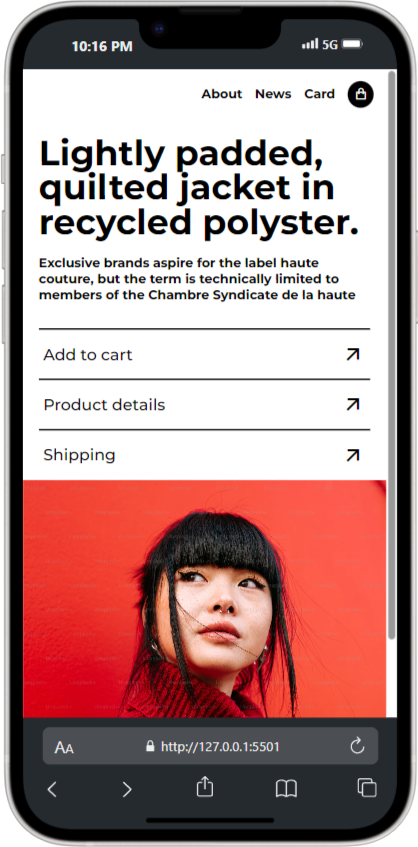 10:16 PM
5G
About News Card
Lightly padded,
quilted jacket in
recycled polyster.
Exclusive brands aspire for the label haute
couture, but the term is technically limited to
members of the Chambre Syndicate de la haute
Add to cart
Product details
Shipping
AA
http://127.0.0.1:5501